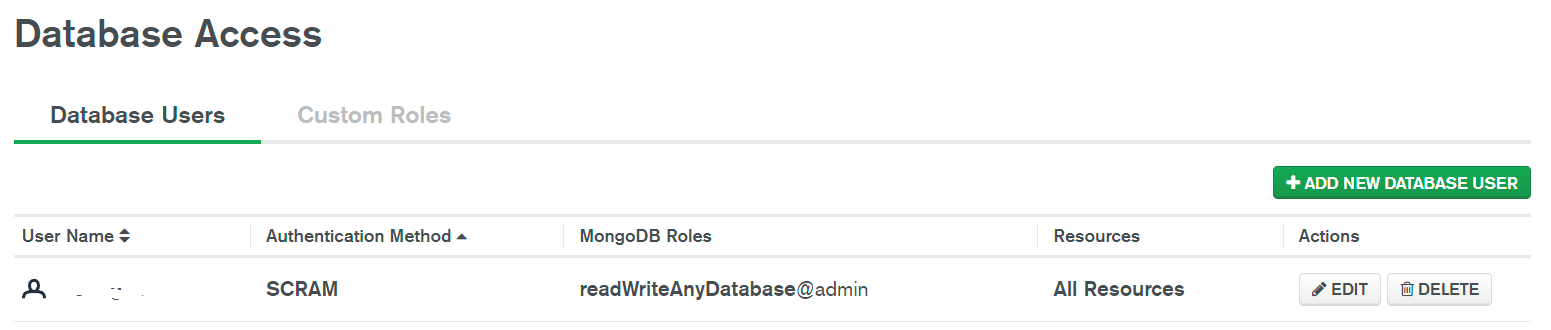 Database Access
Database Users Custom Roles
ADD NEW DATABASE USER
User Name Authentication Method MongoDB Roles Resources Actions
SCRAM readWriteAnyDatabase@admin All Resources EDIT DELETE